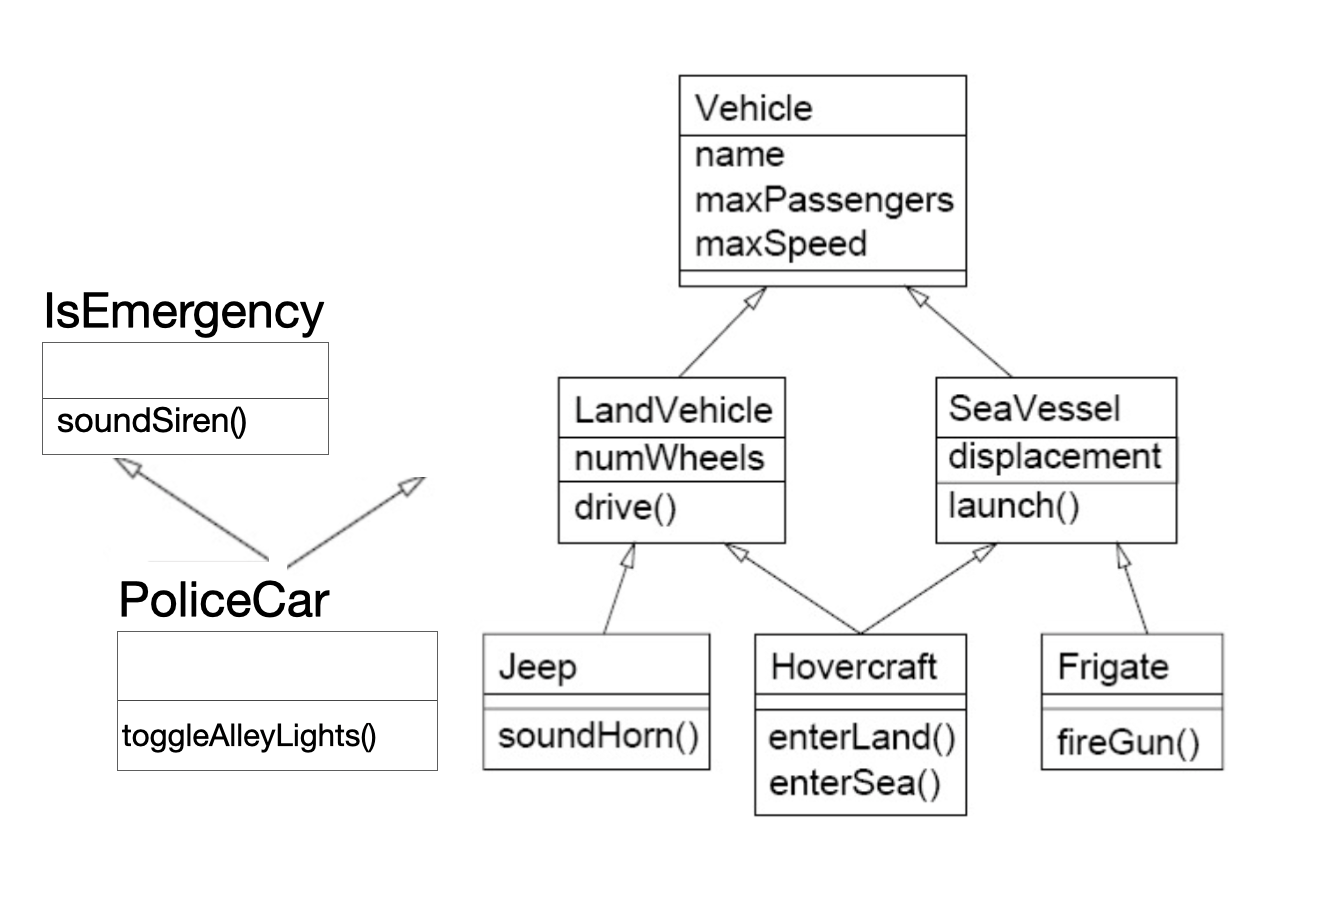 Vehicle
name
maxPassengers
maxSpeed
IsEmergency
soundSiren()
LandVehicle
numWheels
drive()
SeaVessel
displacement
launch()
PoliceCar
toggleAlleyLights()
Jeep
soundHorn()
Hovercraft
enterLand()
enterSea()
Frigate
fireGun()